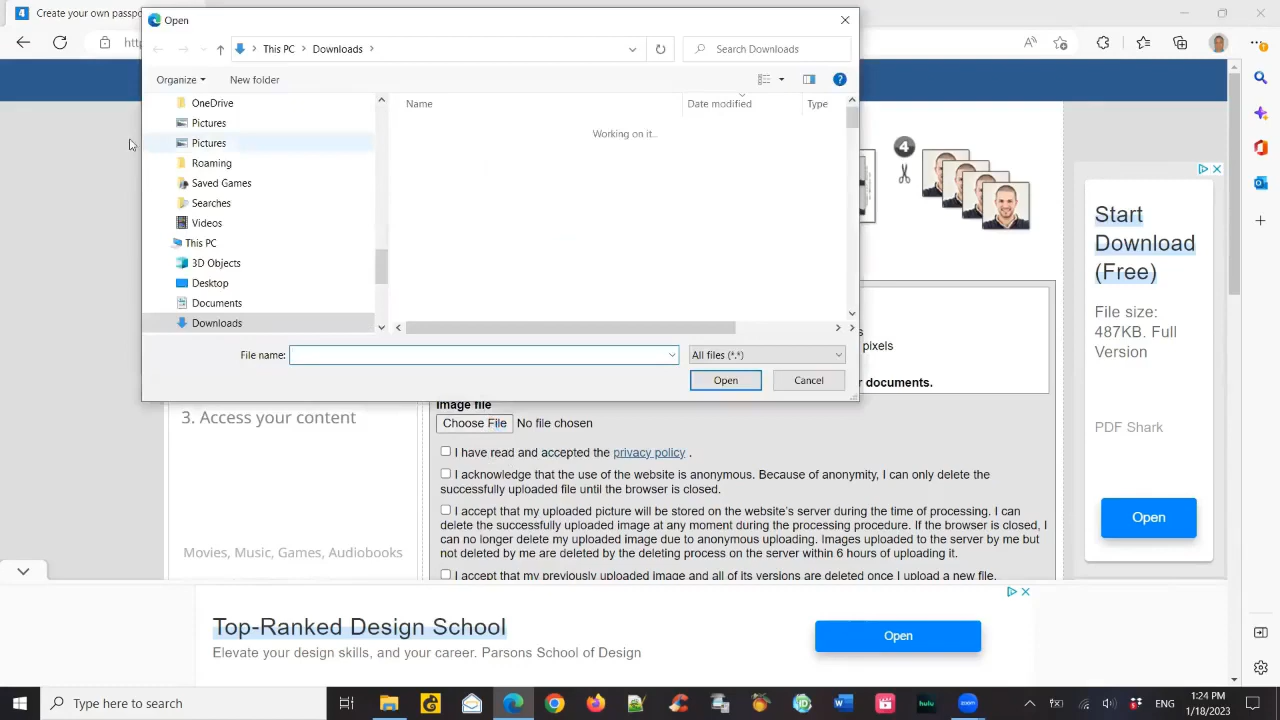 4 Create your own passpo
Open
This PC > Downloads >
Search Downloads
Organize
New folder
OneDrive
Pictures
Pictures
Roaming
Saved Games
Searches
Videos
This PC
3D Objects
Desktop
Documents
Downloads
Name
Date modified
Type
Working on it...
File name:
All files (*.*)
Open
Cancel
4
s
pixels
r documents.
3. Access your content
Movies, Music, Games, Audiobooks
Image file
Choose File No file chosen
I have read and accepted the privacy policy .
I acknowledge that the use of the website is anonymous. Because of anonymity, I can only delete the
successfully uploaded file until the browser is closed.
I accept that my uploaded picture will be stored on the website's server during the time of processing. I can
delete the successfully uploaded image at any moment during the processing procedure. If the browser is closed, I
can no longer delete my uploaded image due to anonymous uploading. Images uploaded to the server by me but
not deleted by me are deleted by the deleting process on the server within 6 hours of uploading it.
I accept that my previously uploaded image and all of its versions are deleted once I upload a new file.
Start
Download
(Free)
File size:
487KB. Full
Version
PDF Shark
Open
Top-Ranked Design School
Elevate your design skills, and your career. Parsons School of Design
Open
Type here to search
hulu
zoom
ENG
1:24 PM
1/18/2023